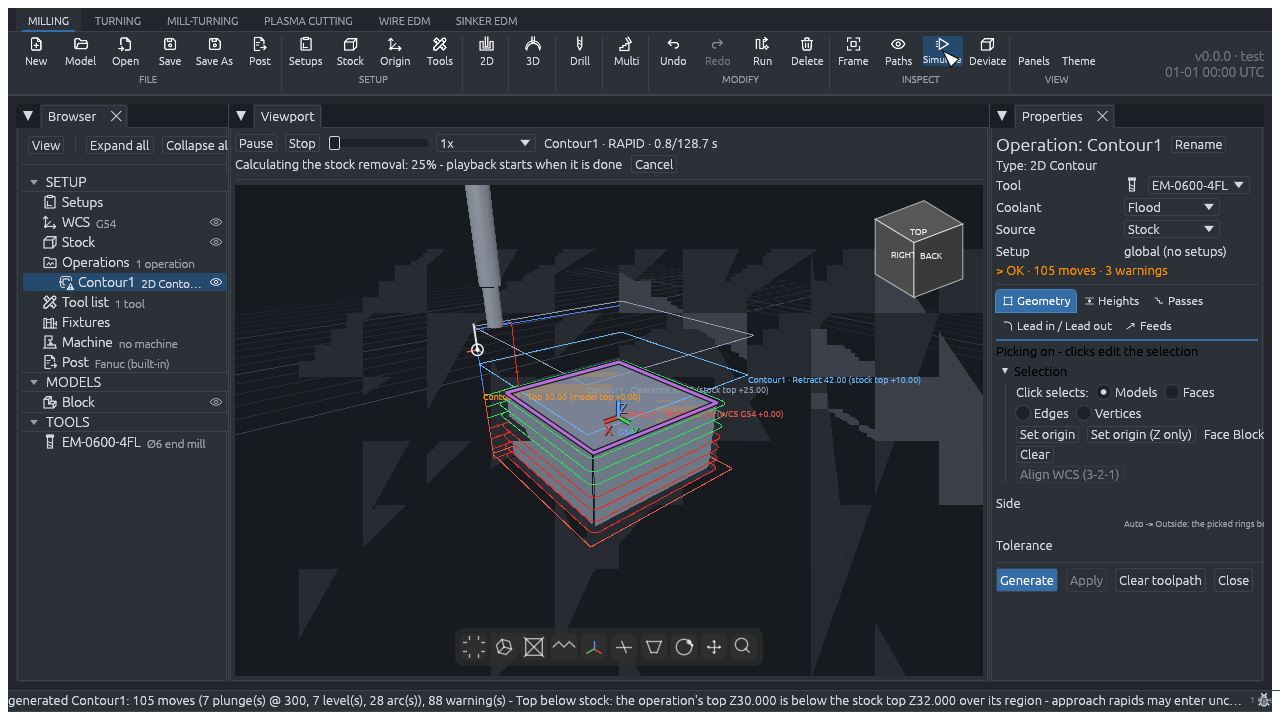 MILLING TURNING MILL-TURNING PLASMA CUTTING WIRE EDM SINKER EDM
New Model Open Save Save As Post Setups Stock Origin Tools 2D 3D Drill Multi Undo Redo Run Delete Frame Paths Deviate Panels Theme
FILE SETUP MODIFY INSPECT VIEW
v0.0.0 · test
01-01 00:00 UTC
Browser
View Expand all Collapse al
SETUP
Setups
WCS G54
Stock
Operations 1 operation
Contour1 2D Conto...
Tool list 1 tool
Fixtures
Machine no machine
Post Fanuc (built-in)
MODELS
Block
TOOLS
EM-0600-4FL Ø6 end mill
Viewport
Pause Stop 1x Contour1 · RAPID · 0.8/128.7 s
Calculating the stock removal: 25% - playback starts when it is done Cancel
TOP
RIGHT BACK
Contour1 · Retract 42.00 (stock top +10.00)
(stock top +25.00)
Top 30.00 (model top +0.00)
(WCS G54 +0.00)
Z
X
Properties
Operation: Contour1 Rename
Type: 2D Contour
Tool EM-0600-4FL
Coolant Flood
Source Stock
Setup global (no setups)
> OK · 105 moves · 3 warnings
Geometry Heights Passes
Lead in / Lead out Feeds
Picking on - clicks edit the selection
Selection
Click selects: Models Faces
Edges Vertices
Set origin Set origin (Z only) Face Block
Clear
Align WCS (3-2-1)
Side
Auto -> Outside: the picked rings bo
Tolerance
Generate Apply Clear toolpath Close
generated Contour1: 105 moves (7 plunge(s) @ 300, 7 level(s), 28 arc(s)), 88 warning(s) - Top below stock: the operation's top Z30.000 is below the stock top Z32.000 over its region - approach rapids may enter unc...